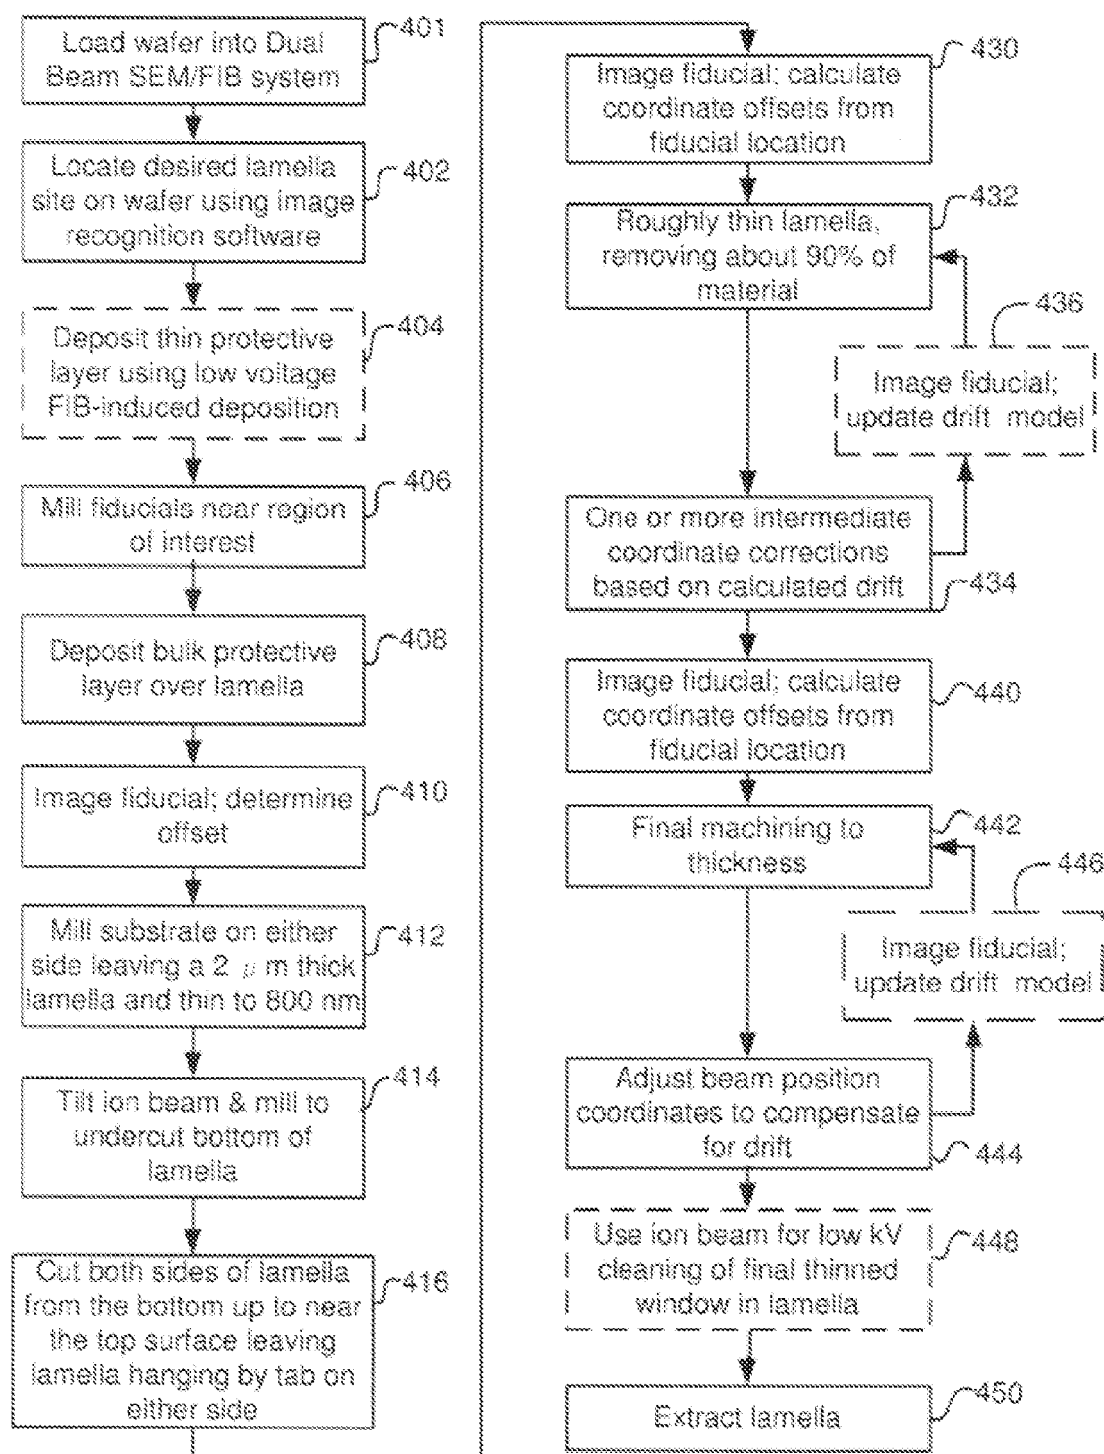 Load wafer into Dual
Beam SEM/FIB system
401
Locate desired lamella
site on wafer using image
recognition software
402
Deposit thin protective
layer using low voltage
FIB-induced deposition
404
Mill fiducials near region
of interest
406
Deposit bulk protective
layer over lamella
408
Image fiducial; determine
offset
410
Mill substrate on either
side leaving a 2 μm thick
lamella and thin to 800 nm
412
Tilt ion beam & mill to
undercut bottom of
lamella
414
Cut both sides of lamella
from the bottom up to near
the top surface leaving
lamella hanging by tab on
either side
416
Image fiducial; calculate
coordinate offsets from
fiducial location
430
Roughly thin lamella,
removing about 90% of
material
432
Image fiducial;
update drift model
436
One or more intermediate
coordinate corrections
based on calculated drift
434
Image fiducial; calculate
coordinate offsets from
fiducial location
440
Final machining to
thickness
442
Image fiducial;
update drift model
446
Adjust beam position
coordinates to compensate
for drift
444
Use ion beam for low kV
cleaning of final thinned
window in lamella
448
Extract lamella
450